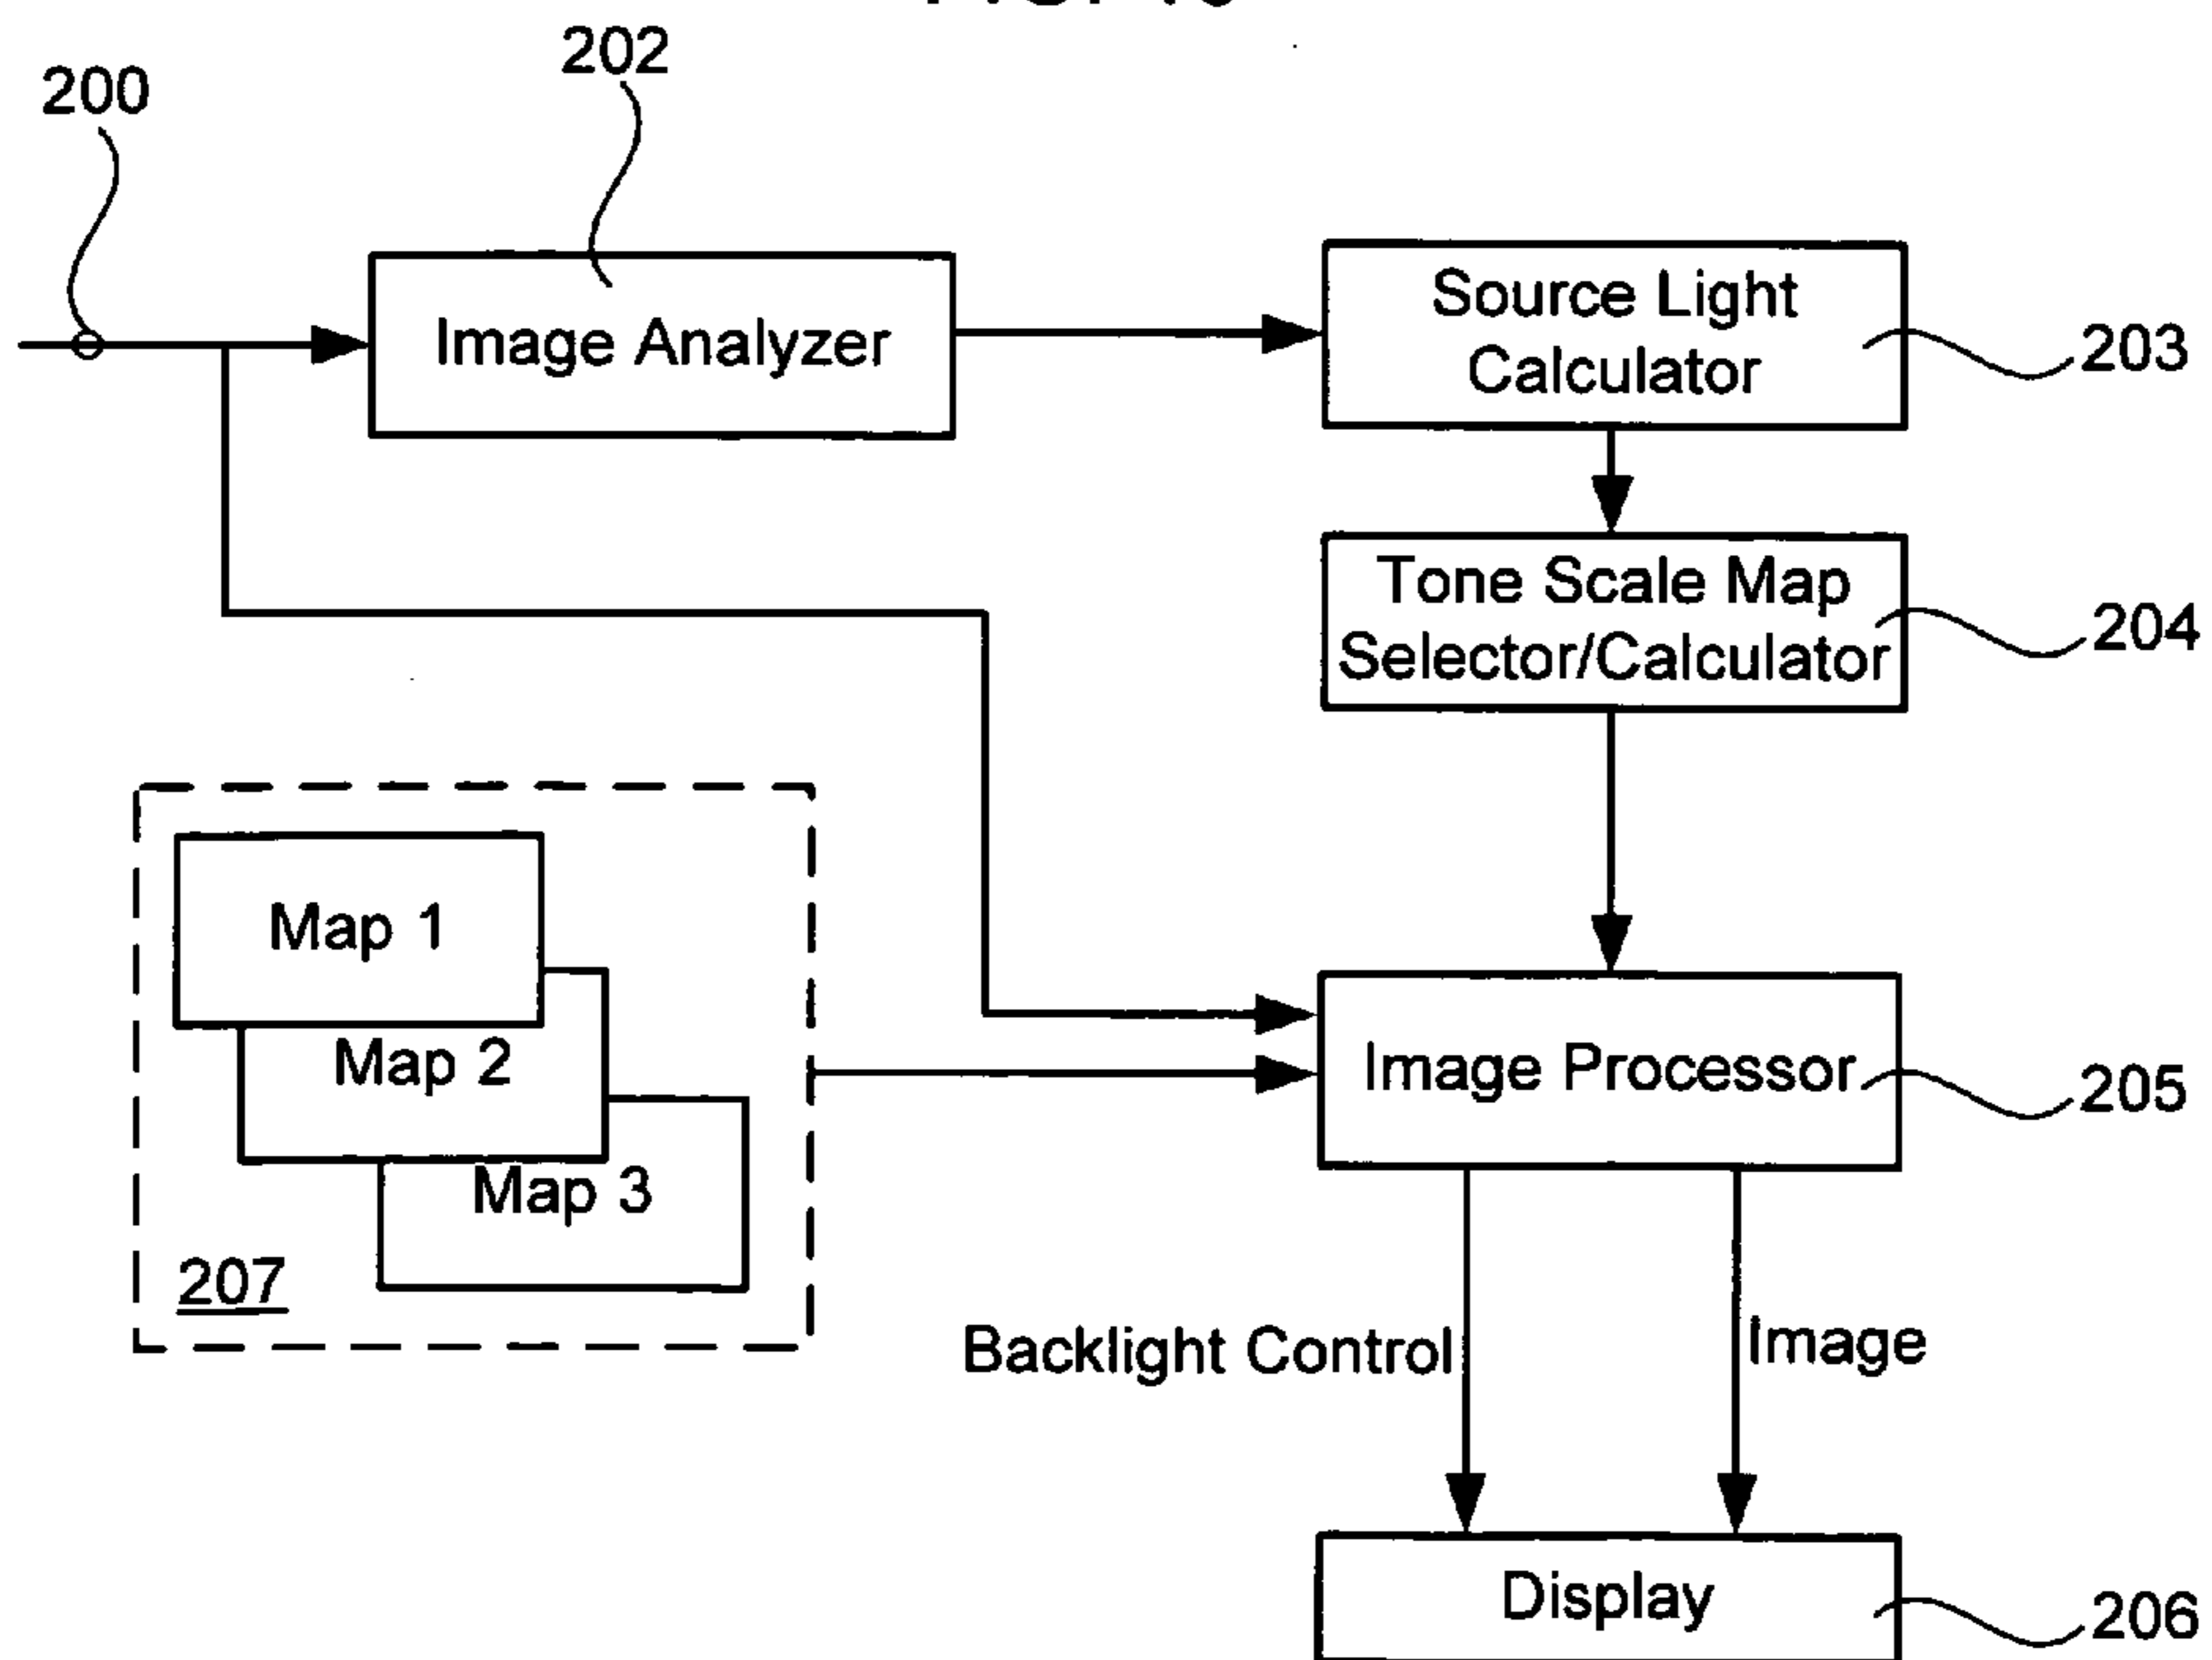 202
200
Image Analyzer
Source Light
Calculator
203
Tone Scale Map
Selector/Calculator
204
Map 1
Map 2
Map 3
207
Image Processor
205
Backlight Control
Image
Display
206